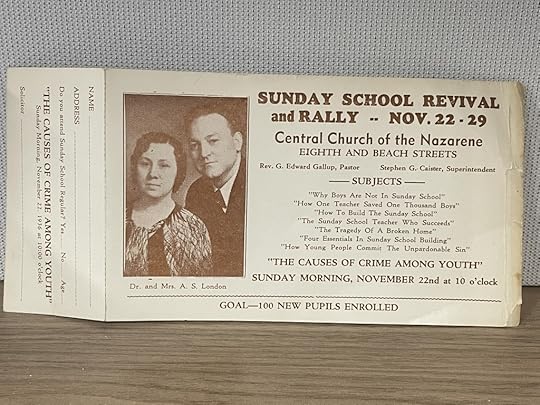 NAME
ADDRESS
Do you attend Sunday School Regular? Yes No Age
"THE CAUSES OF CRIME AMONG YOUTH"
Sunday Morning, November 22, 1936 at 10:00 o'clock
Solicitor
Dr. and Mrs. A. S. London
SUNDAY SCHOOL REVIVAL
and RALLY -- NOV. 22 - 29
Central Church of the Nazarene
EIGHTH AND BEACH STREETS
Rev. G. Edward Gallup, Pastor Stephen G. Caister, Superintendent
SUBJECTS
"Why Boys Are Not In Sunday School"
"How One Teacher Saved One Thousand Boys"
"How To Build The Sunday School"
"The Sunday School Teacher Who Succeeds"
"The Tragedy Of A Broken Home"
"Four Essentials In Sunday School Building"
"How Young People Commit The Unpardonable Sin"
"THE CAUSES OF CRIME AMONG YOUTH"
SUNDAY MORNING, NOVEMBER 22nd at 10 o'clock
GOAL—100 NEW PUPILS ENROLLED